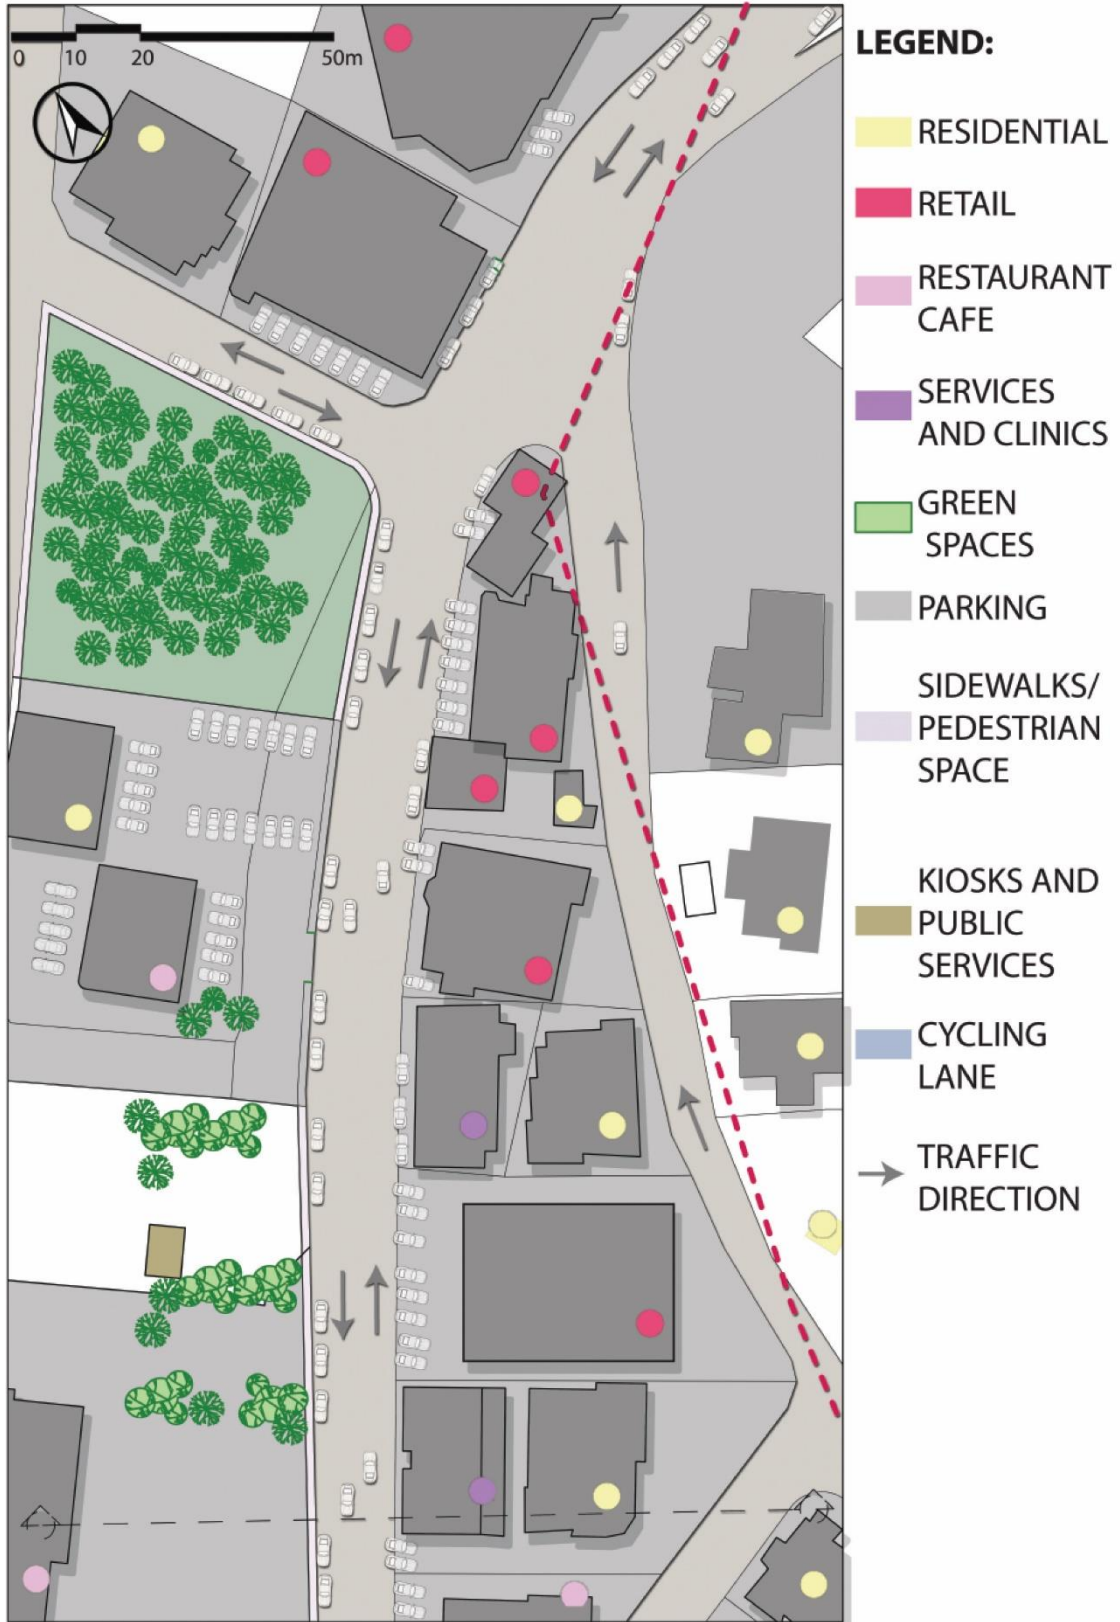 0 10 20 50m
LEGEND:
RESIDENTIAL
RETAIL
RESTAURANT
CAFE
SERVICES
AND CLINICS
GREEN
SPACES
PARKING
SIDEWALKS/
PEDESTRIAN
SPACE
KIOSKS AND
PUBLIC
SERVICES
CYCLING
LANE
TRAFFIC
DIRECTION